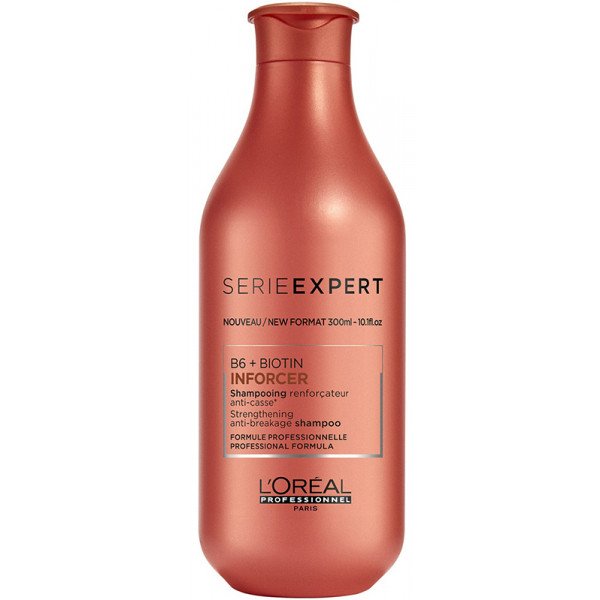 SERIEEXPERT
NOUVEAU / NEW FORMAT 300ml - 10.1fl.oz
B6 + BIOTIN
INFORCER
Shampooing renforçateur
anti-casse*
Strengthening
anti-breakage shampoo
FORMULE PROFESSIONNELLE
PROFESSIONAL FORMULA
L'ORÉAL
PROFESSIONNEL
PARIS